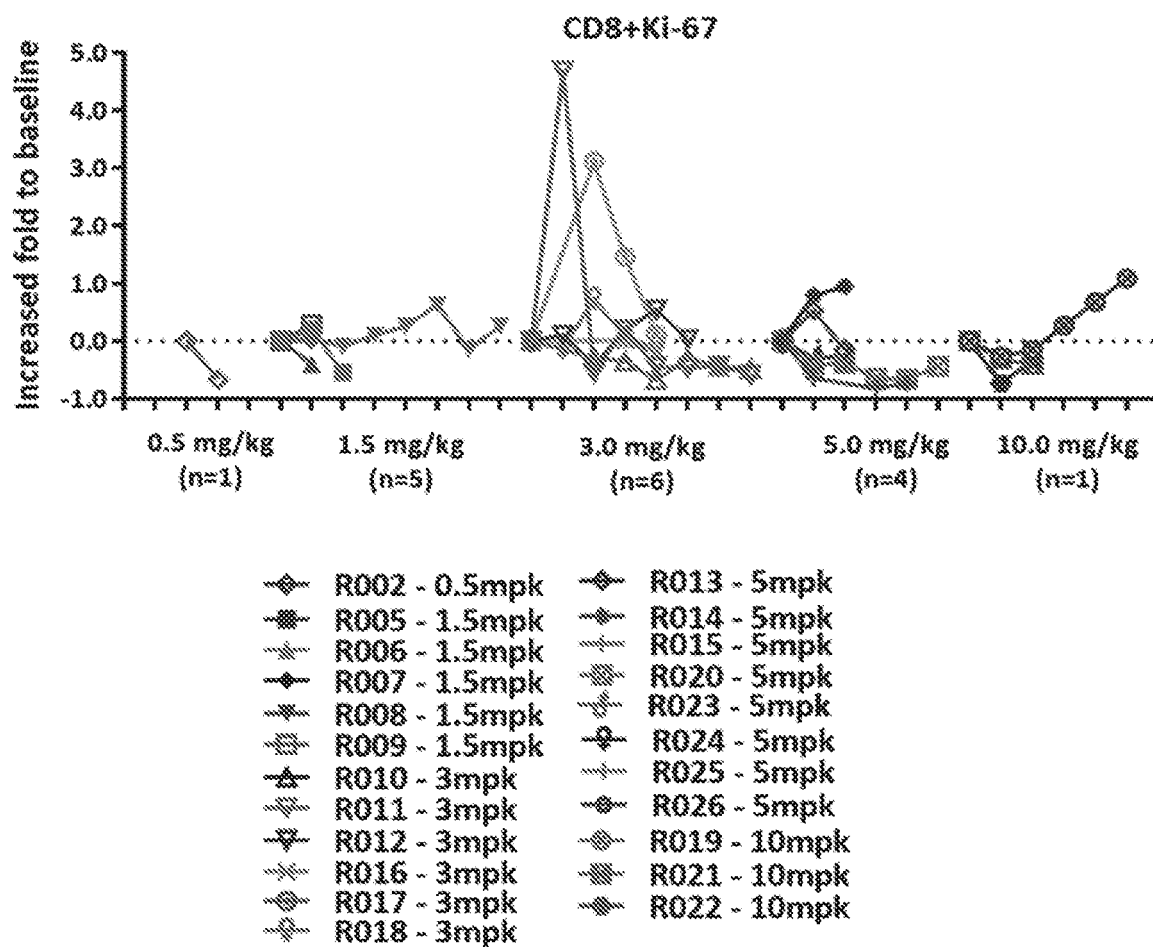 CD8+Ki-67
Increased fold to baseline
5.0
4.0
3.0
2.0
1.0
0.0
-1.0
0.5 mg/kg
(n=1)
1.5 mg/kg
(n=5)
3.0 mg/kg
(n=6)
5.0 mg/kg
(n=4)
10.0 mg/kg
(n=1)
R002 - 0.5mpk
R005 - 1.5mpk
R006 - 1.5mpk
R007 - 1.5mpk
R008 - 1.5mpk
R009 - 1.5mpk
R010 - 3mpk
R011 - 3mpk
R012 - 3mpk
R016 - 3mpk
R017 - 3mpk
R018 - 3mpk
R013 - 5mpk
R014 - 5mpk
R015 - 5mpk
R020 - 5mpk
R023 - 5mpk
R024 - 5mpk
R025 - 5mpk
R026 - 5mpk
R019 - 10mpk
R021 - 10mpk
R022 - 10mpk